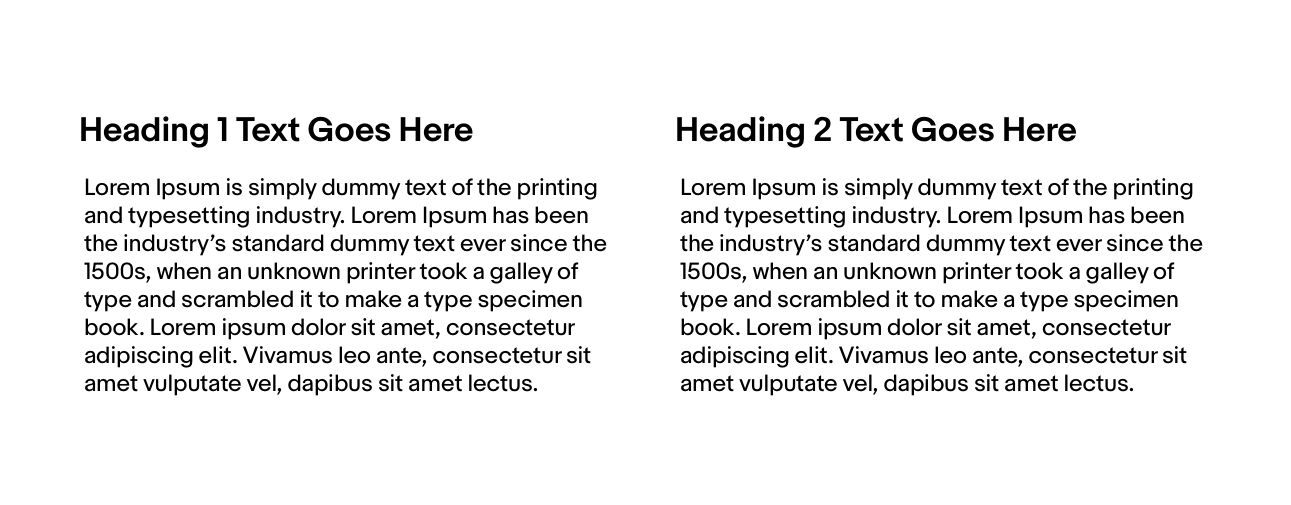 Heading 1 Text Goes Here
Lorem Ipsum is simply dummy text of the printing
and typesetting industry. Lorem Ipsum has been
the industry’s standard dummy text ever since the
1500s, when an unknown printer took a galley of
type and scrambled it to make a type specimen
book. Lorem ipsum dolor sit amet, consectetur
adipiscing elit. Vivamus leo ante, consectetur sit
amet vulputate vel, dapibus sit amet lectus.
Heading 2 Text Goes Here
Lorem Ipsum is simply dummy text of the printing
and typesetting industry. Lorem Ipsum has been
the industry’s standard dummy text ever since the
1500s, when an unknown printer took a galley of
type and scrambled it to make a type specimen
book. Lorem ipsum dolor sit amet, consectetur
adipiscing elit. Vivamus leo ante, consectetur sit
amet vulputate vel, dapibus sit amet lectus.